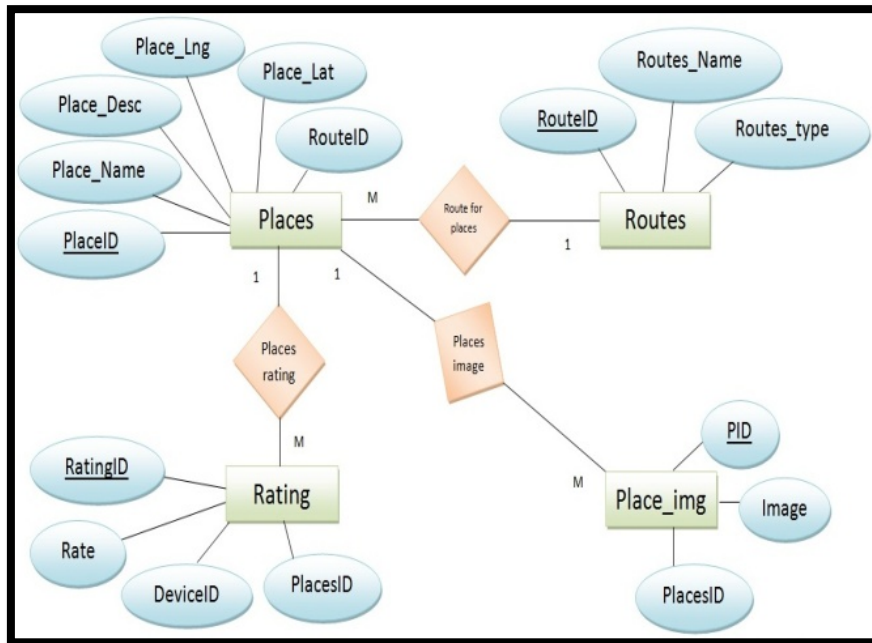 Place_Lng
Place_Lat
Place_Desc
RouteID
Place_Name
PlaceID
Places
M
Route for
places
1
Routes_Name
RouteID
Routes_type
Routes
1
1
Places
rating
Places
image
M
M
RatingID
Rating
Rate
DeviceID
PlacesID
PID
Place_img
Image
PlacesID